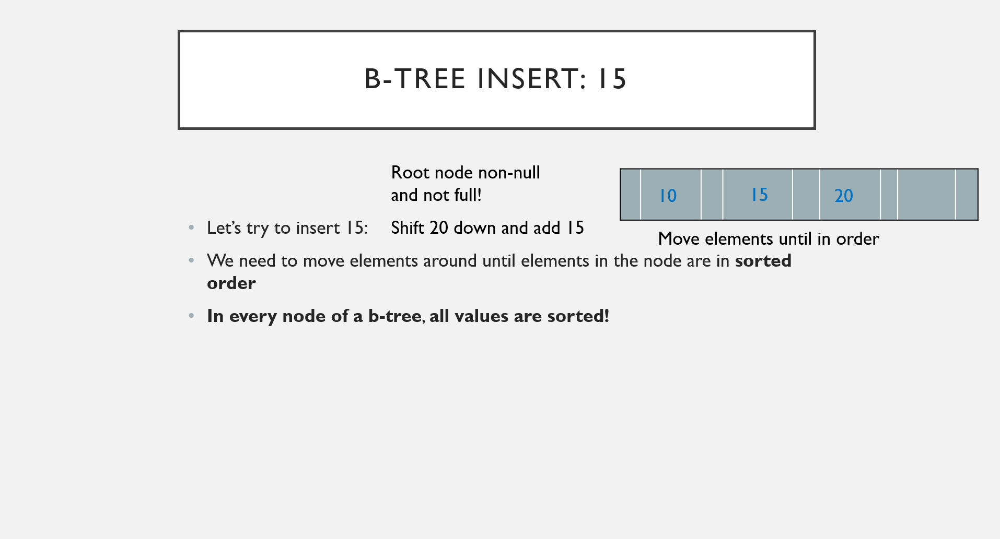 B-TREE INSERT: 15
Root node non-null
and not full!
10 15 20
• Let’s try to insert 15: Shift 20 down and add 15
Move elements until in order
• We need to move elements around until elements in the node are in sorted
order
• In every node of a b-tree, all values are sorted!